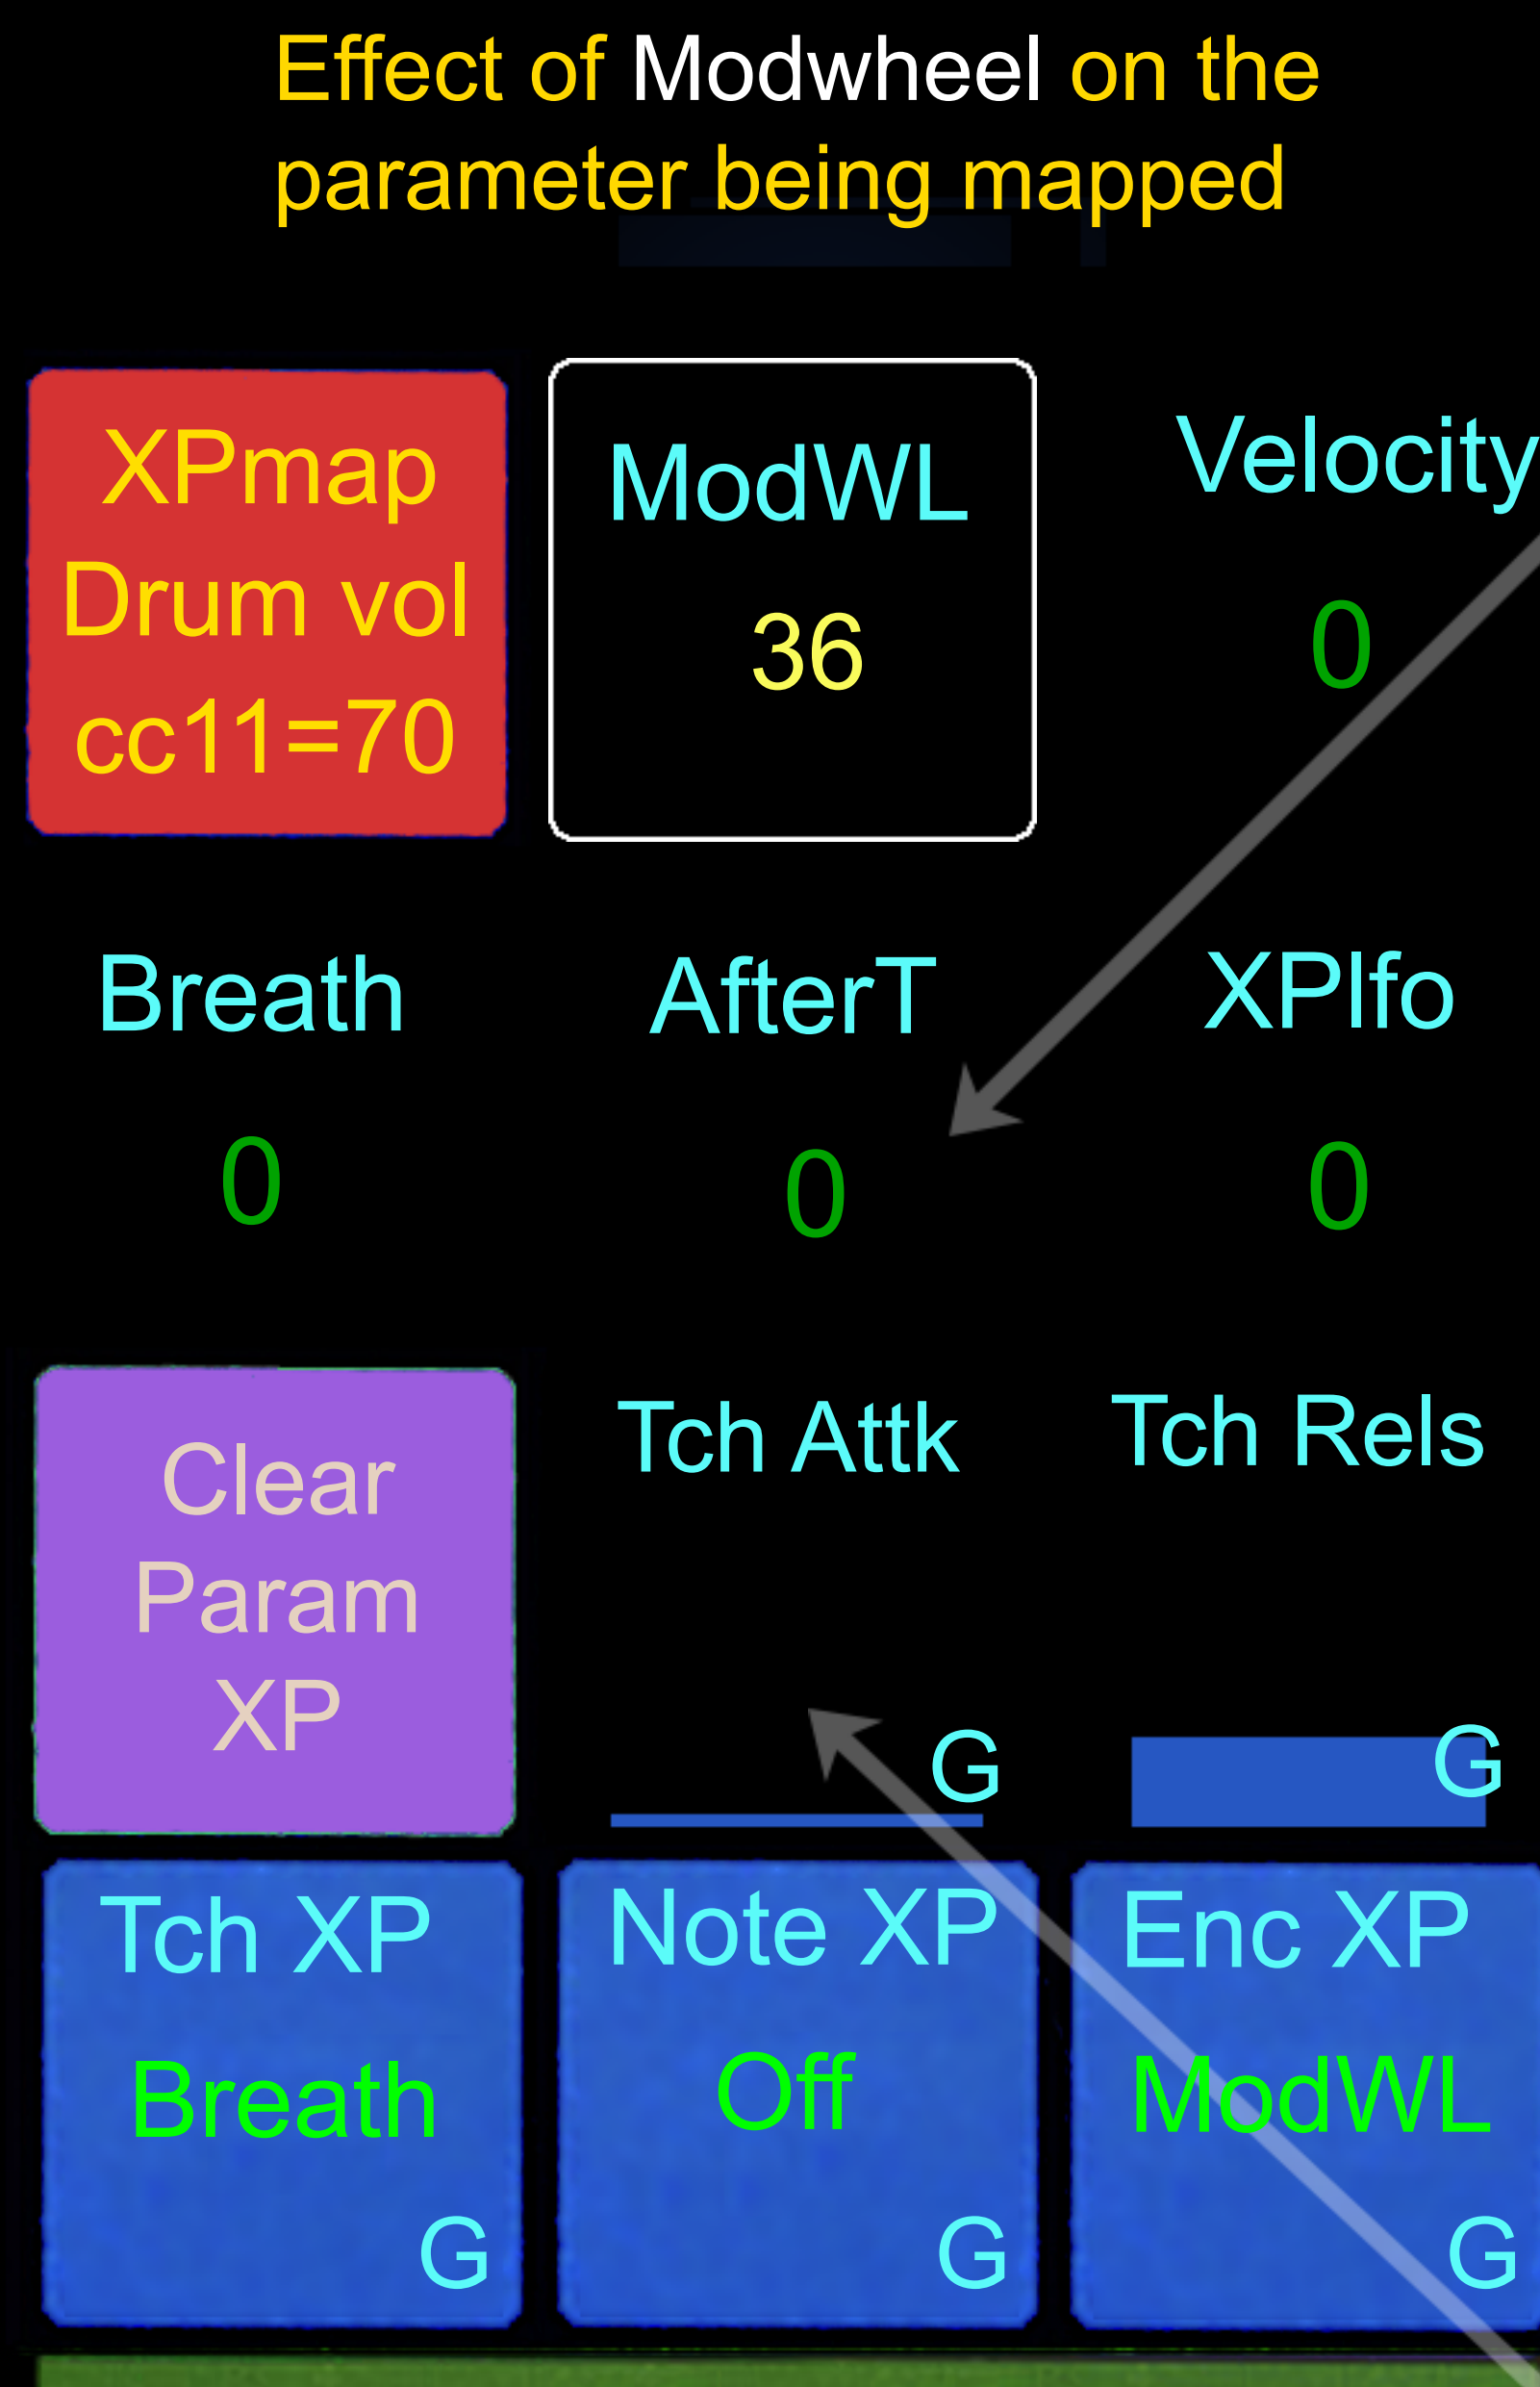 Effect of Modwheel on the
parameter being mapped
XPmap
Drum vol
cc11=70
ModWL
36
Velocity
0
Breath
0
AfterT
0
XPlfo
0
Clear
Param
XP
Tch Attk
G
Tch Rels
G
Tch XP
Breath
G
Note XP
Off
G
Enc XP
ModWL
G